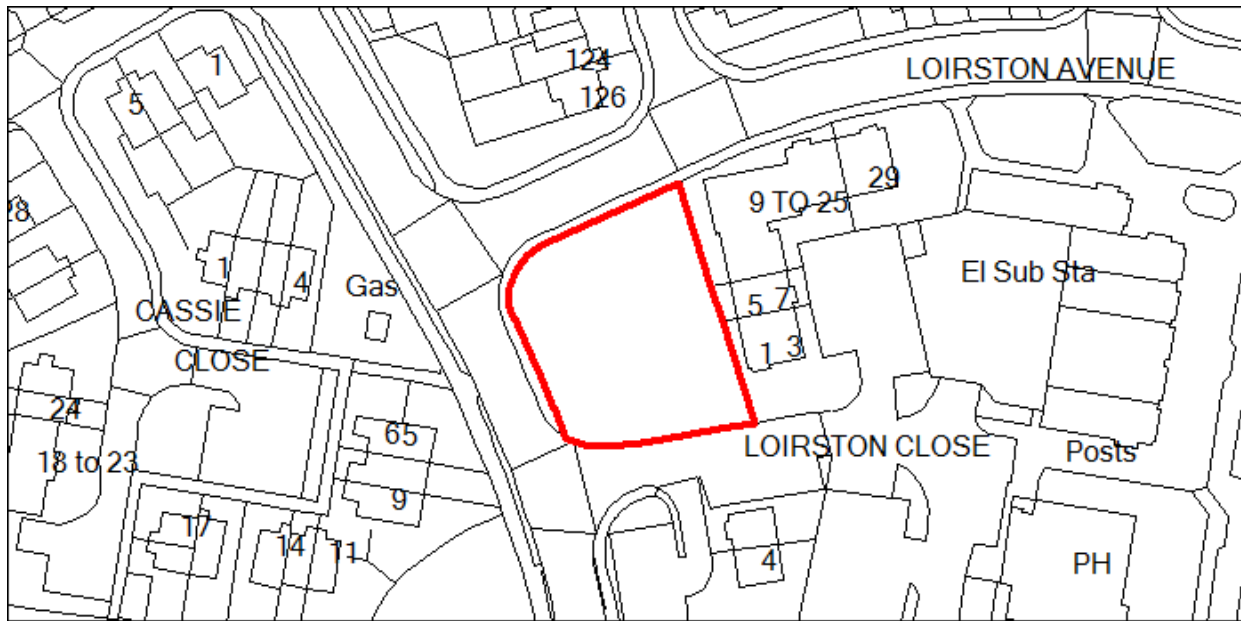 124
126
LOIRSTON AVENUE
1
5
28
9 TO 25
29
1
4
Gas
CASSIE
CLOSE
5
7
1
3
El Sub Sta
24
18 to 23
65
9
LOIRSTON CLOSE
Posts
17
14
11
4
PH